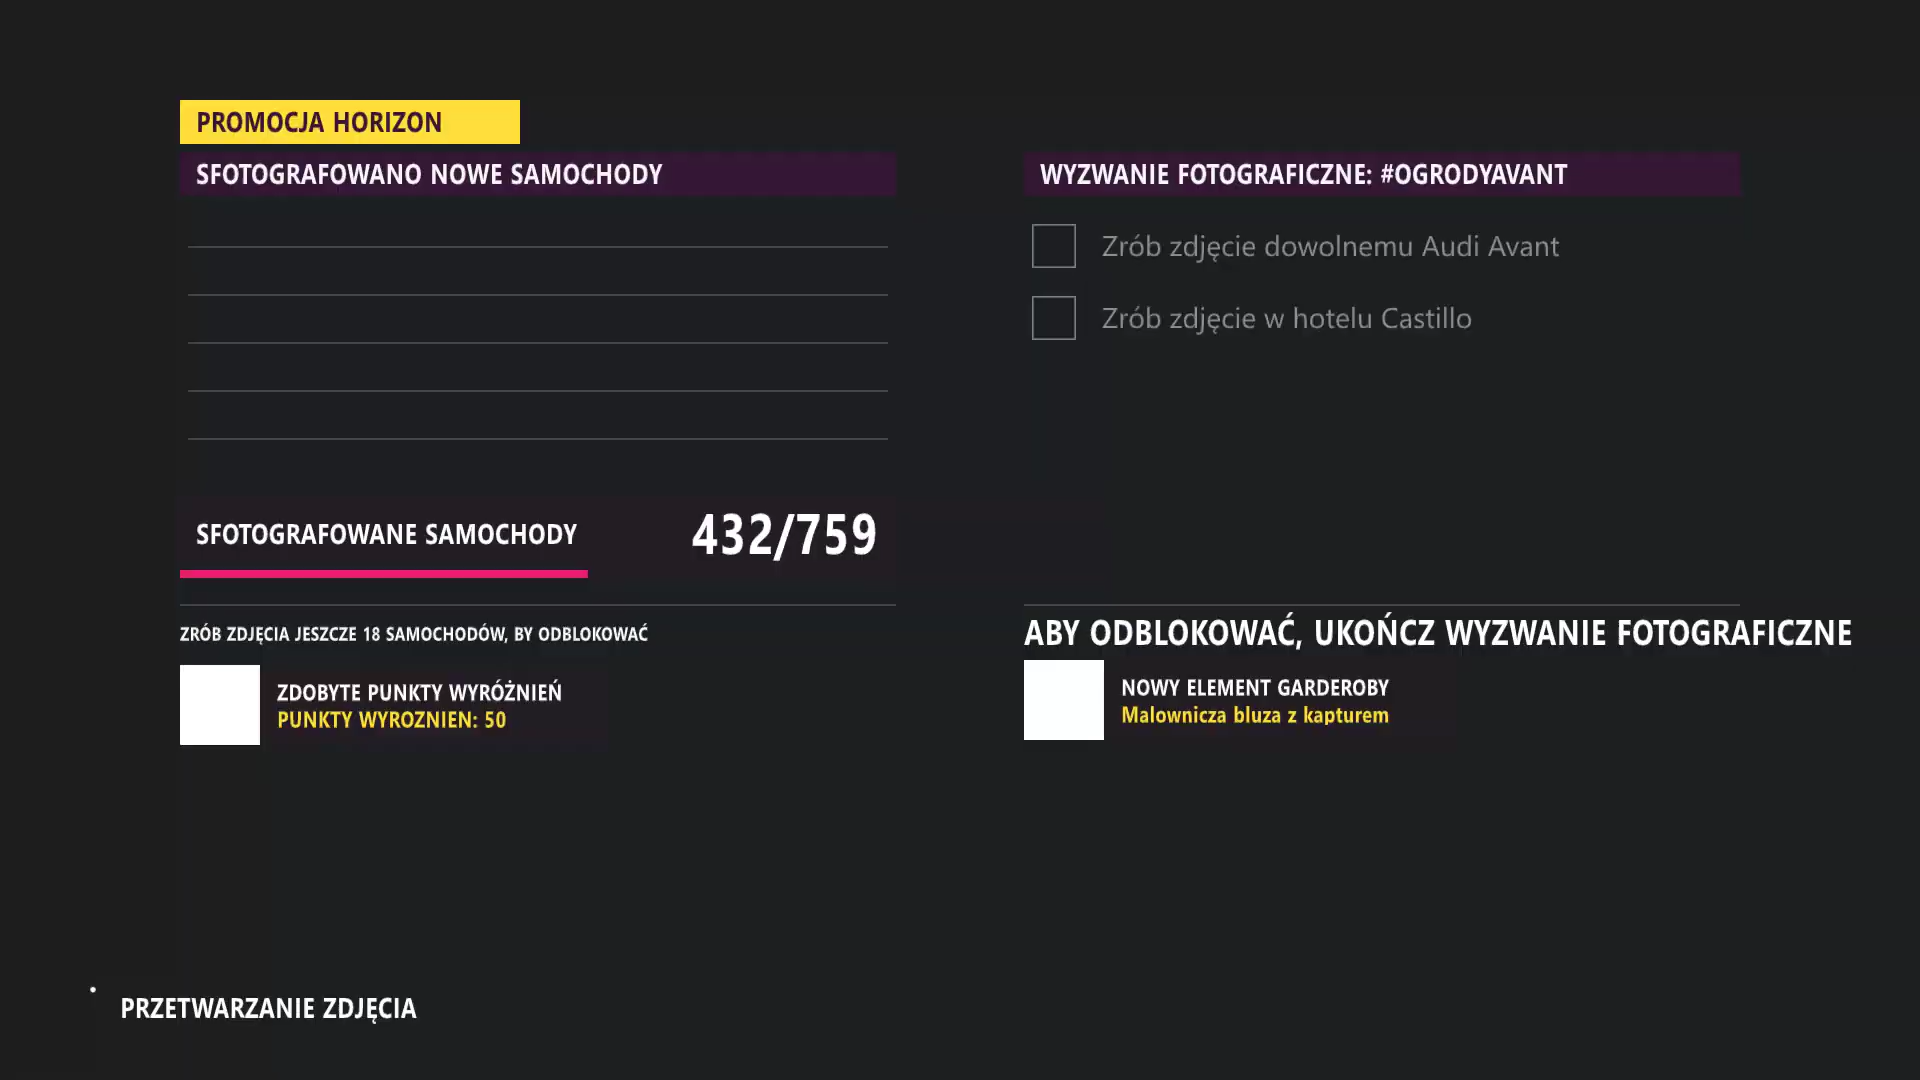 PROMOCJA HORIZON
SFOTOGRAFOWANO NOWE SAMOCHODY
SFOTOGRAFOWANE SAMOCHODY 432/759
ZRÓB ZDJĘCIA JESZCZE 18 SAMOCHODÓW, BY ODBLOKOWAĆ
ZDOBYTE PUNKTY WYRÓŻNIEŃ
PUNKTY WYROZNIEN: 50
WYZWANIE FOTOGRAFICZNE: #OGRODYAVANT
Zrób zdjęcie dowolnemu Audi Avant
Zrób zdjęcie w hotelu Castillo
ABY ODBLOKOWAĆ, UKOŃCZ WYZWANIE FOTOGRAFICZNE
NOWY ELEMENT GARDEROBY
Malownicza bluza z kapturem
PRZETWARZANIE ZDJĘCIA